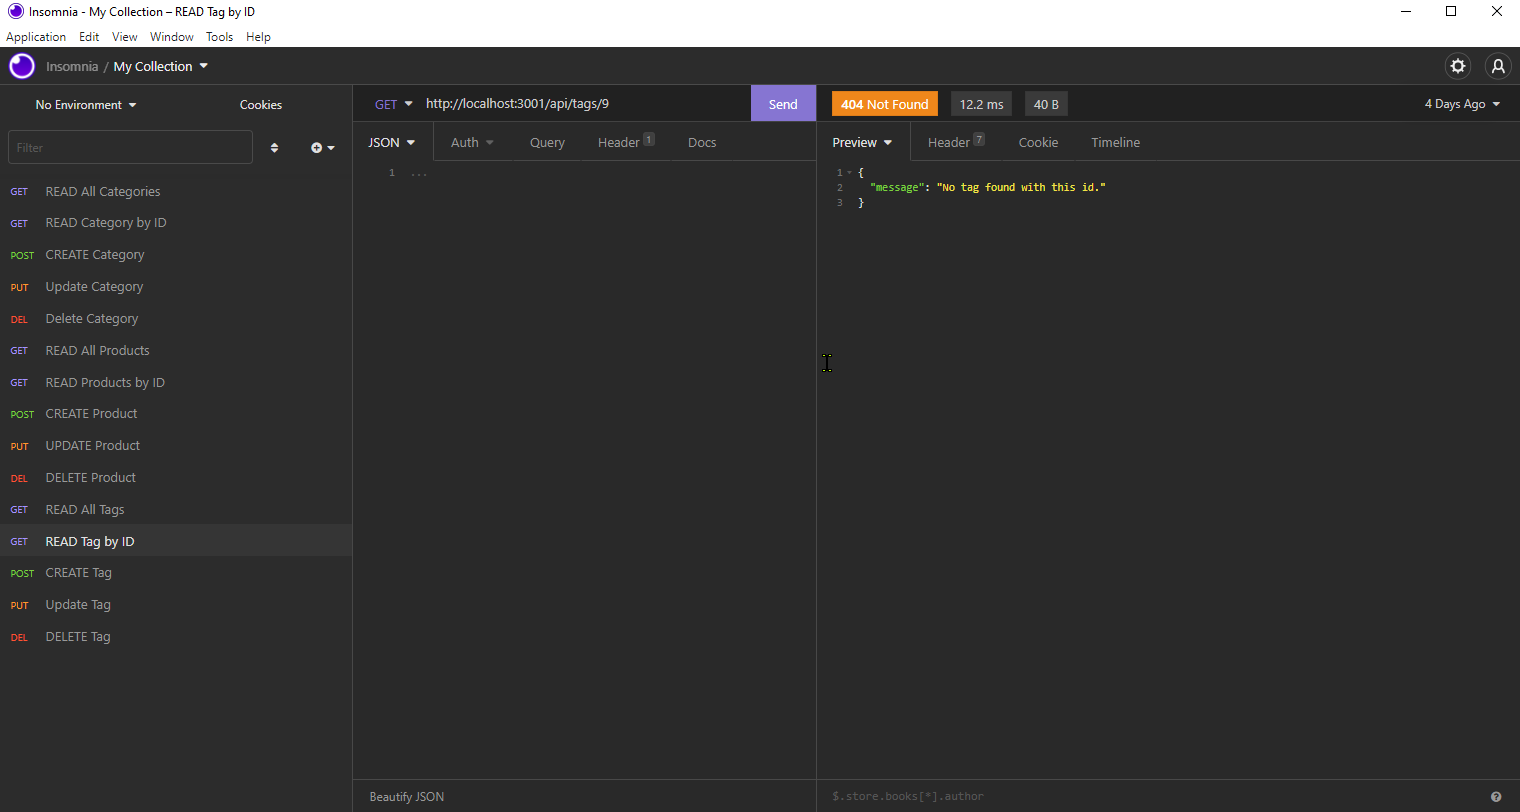 Insomnia - My Collection – READ Tag by ID
Application Edit View Window Tools Help
Insomnia / My Collection
No Environment Cookies
Filter
GET READ All Categories
GET READ Category by ID
POST CREATE Category
PUT Update Category
DEL Delete Category
GET READ All Products
GET READ Products by ID
POST CREATE Product
PUT UPDATE Product
DEL DELETE Product
GET READ All Tags
GET READ Tag by ID
POST CREATE Tag
PUT Update Tag
DEL DELETE Tag
GET http://localhost:3001/api/tags/9 Send
JSON Auth Query Header 1 Docs
1 ...
Beautify JSON
404 Not Found 12.2 ms 40 B 4 Days Ago
Preview Header 7 Cookie Timeline
1 {
2 "message": "No tag found with this id."
3 }
$.store.books[*].author